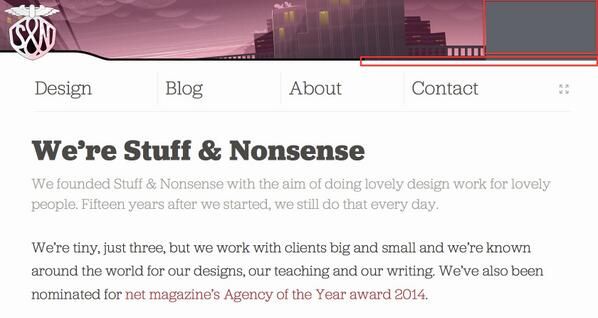 S&N
Design Blog About Contact
We're Stuff & Nonsense
We founded Stuff & Nonsense with the aim of doing lovely design work for lovely
people. Fifteen years after we started, we still do that every day.
We're tiny, just three, but we work with clients big and small and we're known
around the world for our designs, our teaching and our writing. We've also been
nominated for net magazine's Agency of the Year award 2014.